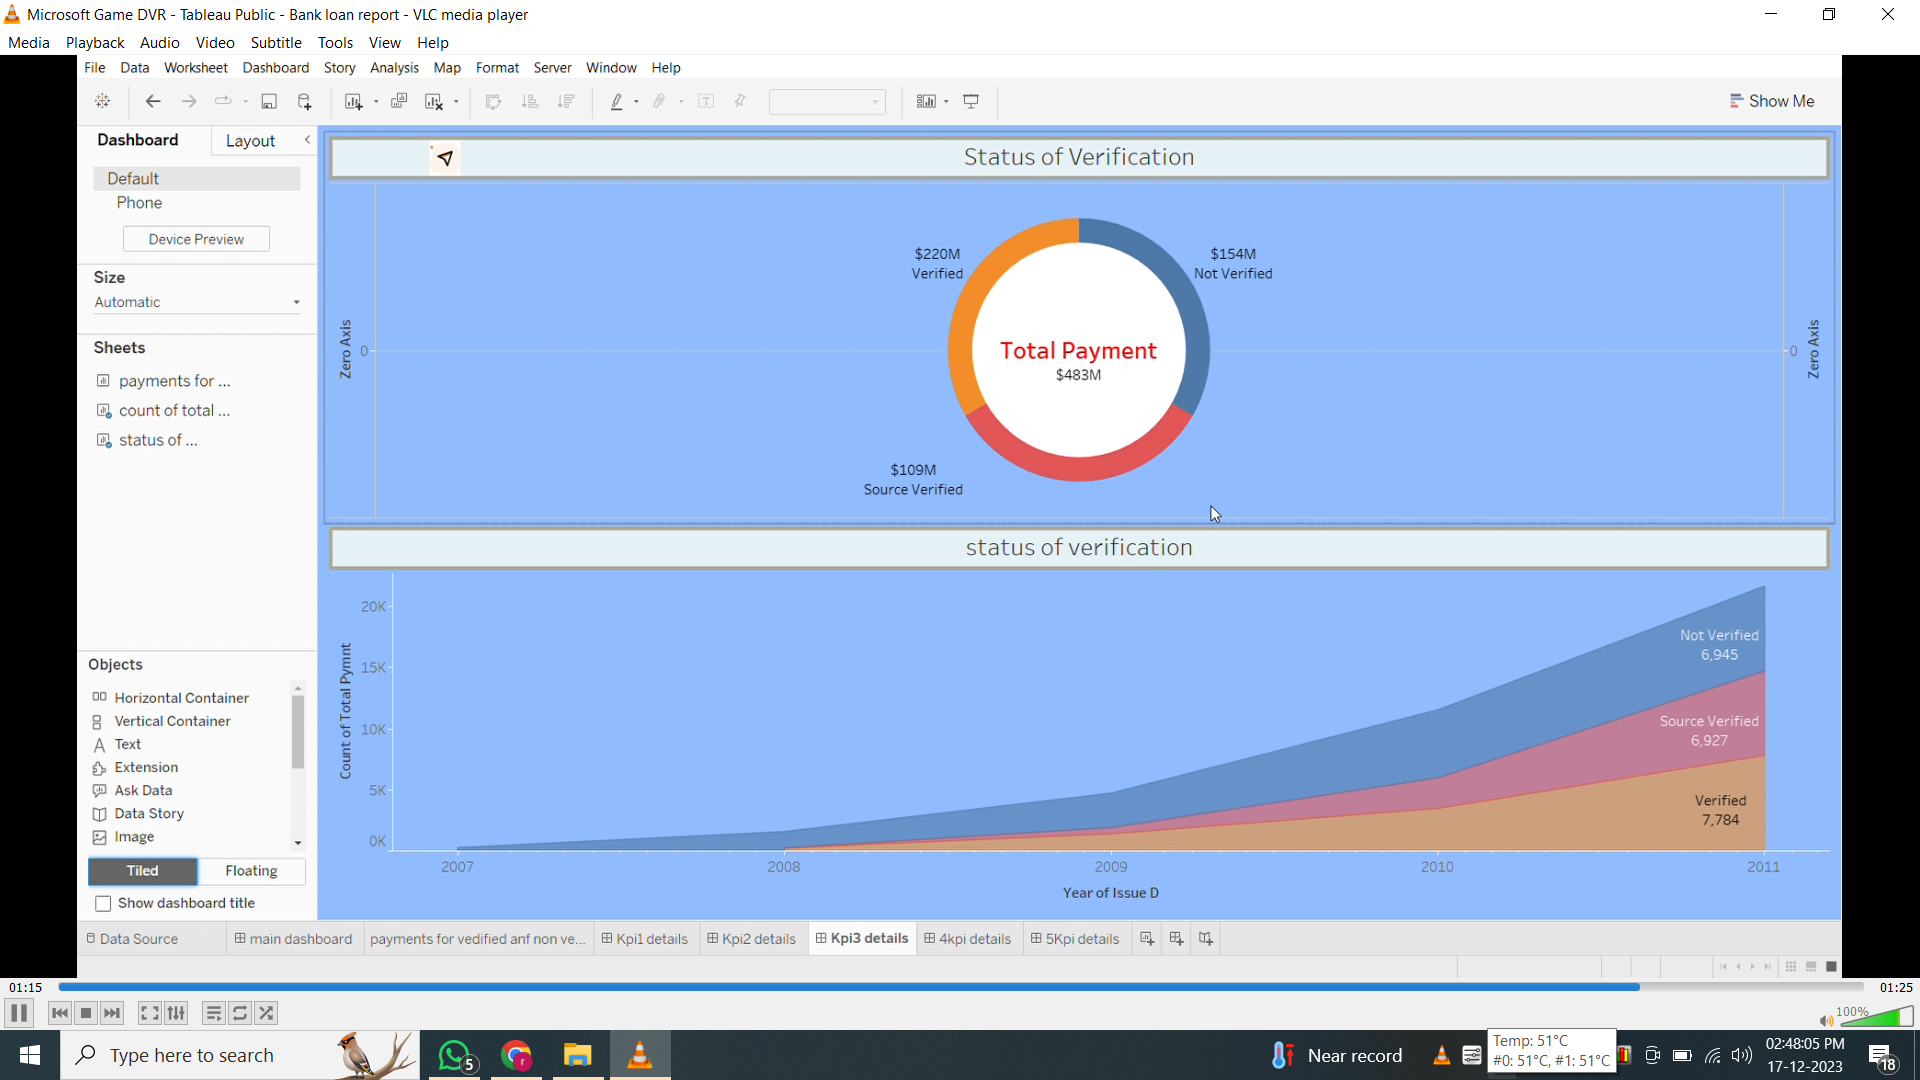 Microsoft Game DVR - Tableau Public - Bank loan report - VLC media player
Media Playback Audio Video Subtitle Tools View Help
File Data Worksheet Dashboard Story Analysis Map Format Server Window Help
Show Me
Dashboard Layout
Default
Phone
Device Preview
Size
Automatic
Sheets
payments for ...
count of total ...
status of ...
Objects
Horizontal Container
Vertical Container
Text
Extension
Ask Data
Data Story
Image
Tiled Floating
Show dashboard title
Status of Verification
$220M
Verified
$154M
Not Verified
Zero Axis
0
Total Payment
$483M
0
Zero Axis
$109M
Source Verified
status of verification
Count of Total Pymnt
20K
15K
10K
5K
0K
Not Verified
6,945
Source Verified
6,927
Verified
7,784
2007 2008 2009 2010 2011
Year of Issue D
Data Source main dashboard payments for vedified anf non ve... Kpi1 details Kpi2 details Kpi3 details 4kpi details 5Kpi details
01:15 01:25
100%
Type here to search
5
Near record
Temp: 51°C
#0: 51°C, #1: 51°C
02:48:05 PM
17-12-2023
18